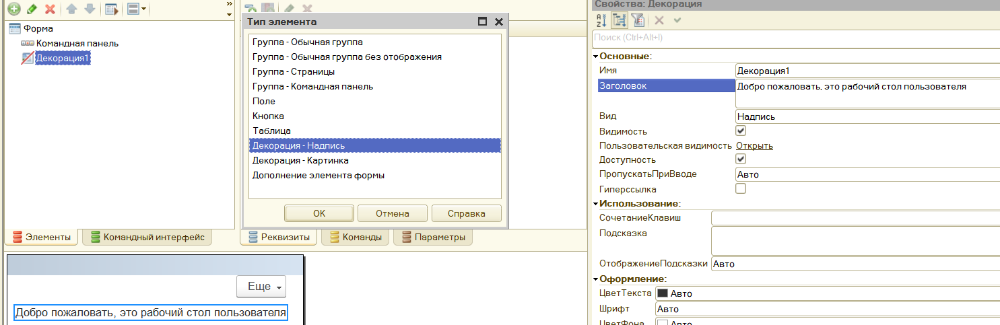 Свойства: Декорация
Тип элемента
Форма
Командная панель
Декорация1
Группа - Обычная группа
Группа - Обычная группа без отображения
Группа - Страницы
Группа - Командная панель
Поле
Кнопка
Таблица
Декорация - Надпись
Декорация - Картинка
Дополнение элемента формы
ОК
Отмена
Справка
Элементы
Командный интерфейс
Реквизиты
Команды
Параметры
Еще
Добро пожаловать, это рабочий стол пользователя
Поиск (Ctrl+Alt+I)
Основные:
Имя Декорация1
Заголовок Добро пожаловать, это рабочий стол пользователя
Вид Надпись
Видимость
Пользовательская видимость Открыть
Доступность
ПропускатьПриВводе Авто
Гиперссылка
Использование:
СочетаниеКлавиш
Подсказка
ОтображениеПодсказки Авто
Оформление:
ЦветТекста Авто
Шрифт Авто
ЦветФона Авто